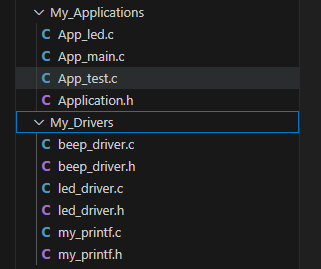 My_Applications
C App_led.c
C App_main.c
C App_test.c
C Application.h
My_Drivers
C beep_driver.c
C beep_driver.h
C led_driver.c
C led_driver.h
C my_printf.c
C my_printf.h